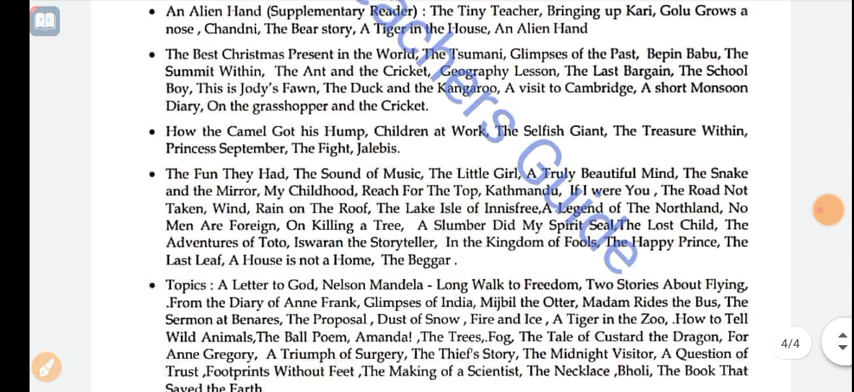 • An Alien Hand (Supplementary Reader) : The Tiny Teacher, Bringing up Kari, Golu Grows a
nose , Chandni, The Bear story, A Tiger in the House, An Alien Hand
• The Best Christmas Present in the World, The Tsumani, Glimpses of the Past, Bepin Babu, The
Summit Within, The Ant and the Cricket, Geography Lesson, The Last Bargain, The School
Boy, This is Jody's Fawn, The Duck and the Kangaroo, A visit to Cambridge, A short Monsoon
Diary, On the grasshopper and the Cricket.
• How the Camel Got his Hump, Children at Work, The Selfish Giant, The Treasure Within,
Princess September, The Fight, Jalebis.
• The Fun They Had, The Sound of Music, The Little Girl, A Truly Beautiful Mind, The Snake
and the Mirror, My Childhood, Reach For The Top, Kathmandu, If I were You , The Road Not
Taken, Wind, Rain on The Roof, The Lake Isle of Innisfree,A Legend of The Northland, No
Men Are Foreign, On Killing a Tree, A Slumber Did My Spirit Seal,The Lost Child, The
Adventures of Toto, Iswaran the Storyteller, In the Kingdom of Fools, The Happy Prince, The
Last Leaf, A House is not a Home, The Beggar .
• Topics : A Letter to God, Nelson Mandela - Long Walk to Freedom, Two Stories About Flying,
.From the Diary of Anne Frank, Glimpses of India, Mijbil the Otter, Madam Rides the Bus, The
Sermon at Benares, The Proposal , Dust of Snow , Fire and Ice , A Tiger in the Zoo, .How to Tell
Wild Animals,The Ball Poem, Amanda! ,The Trees,.Fog, The Tale of Custard the Dragon, For
Anne Gregory, A Triumph of Surgery, The Thief's Story, The Midnight Visitor, A Question of
Trust ,Footprints Without Feet ,The Making of a Scientist, The Necklace ,Bholi, The Book That
Saved the Earth
4/4
achers Guide